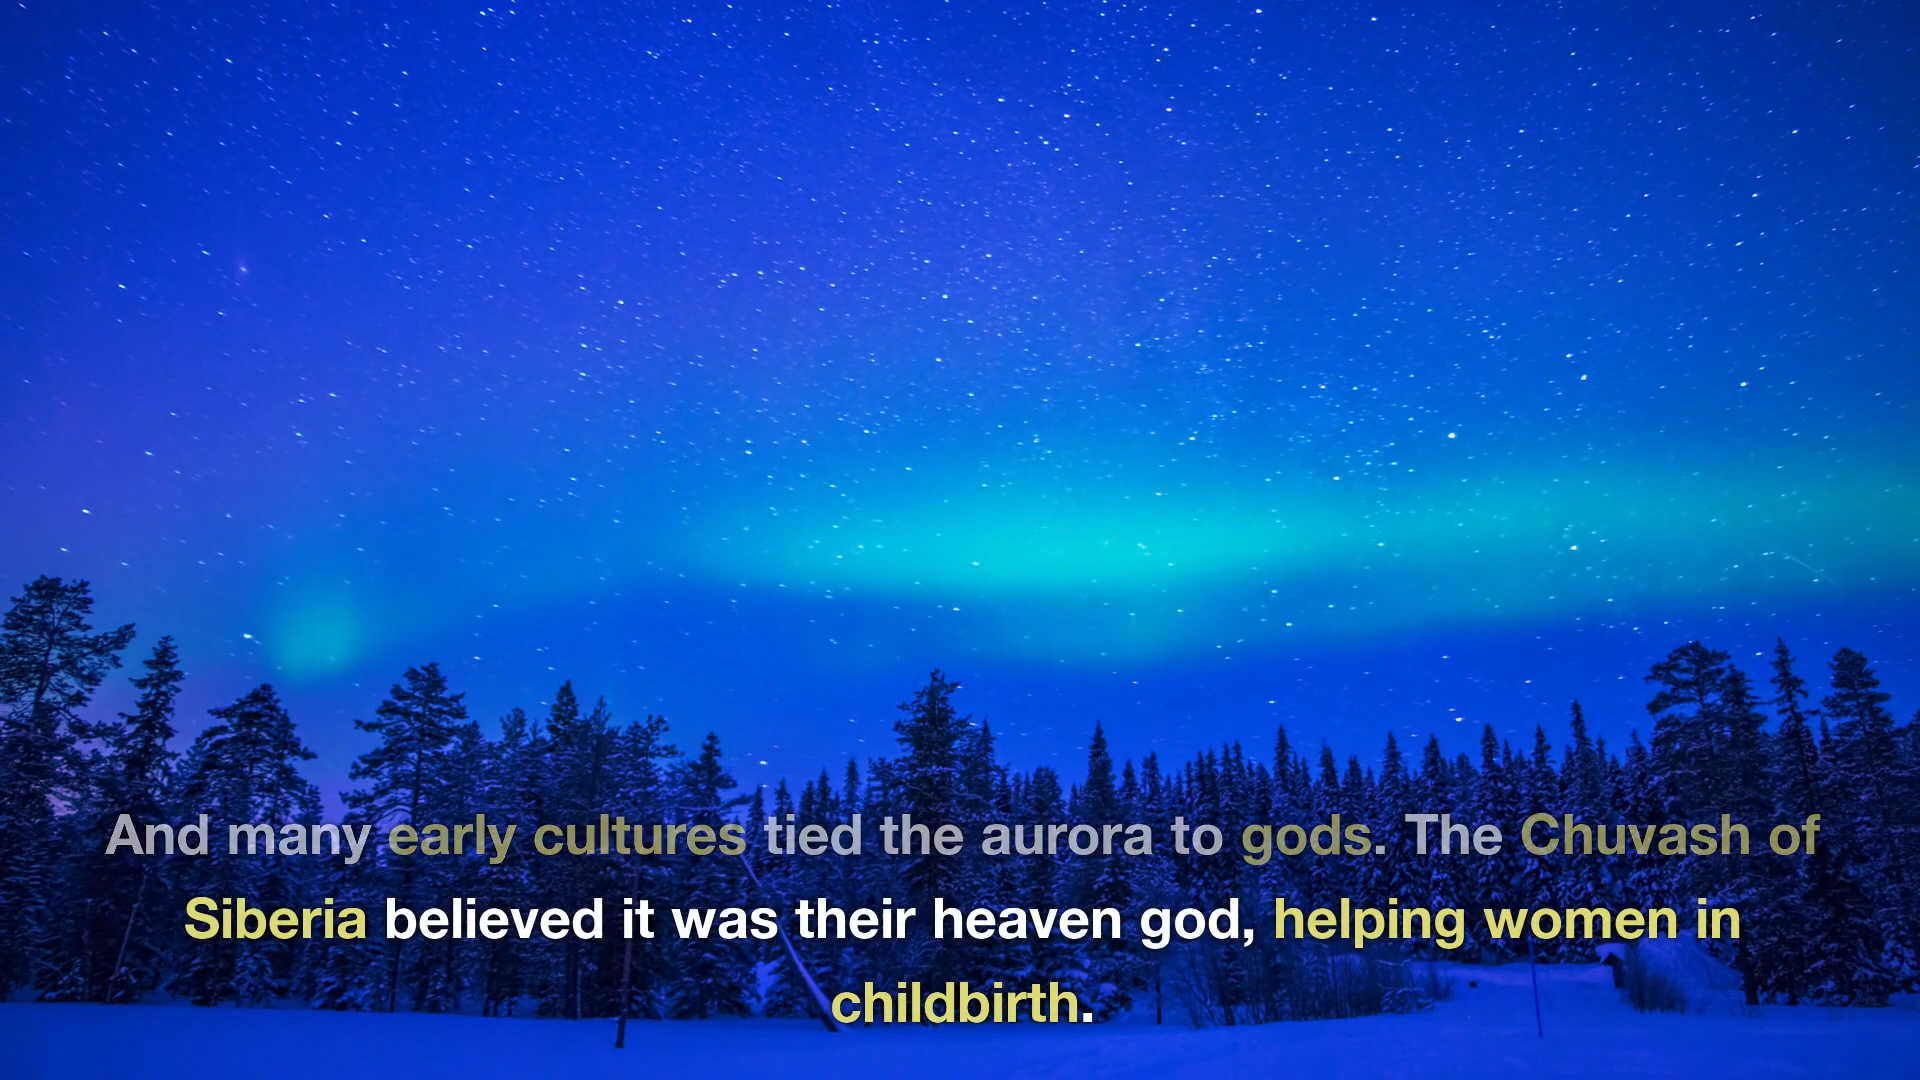 And many early cultures tied the aurora to gods. The Chuvash of
Siberia believed it was their heaven god, helping women in
childbirth.